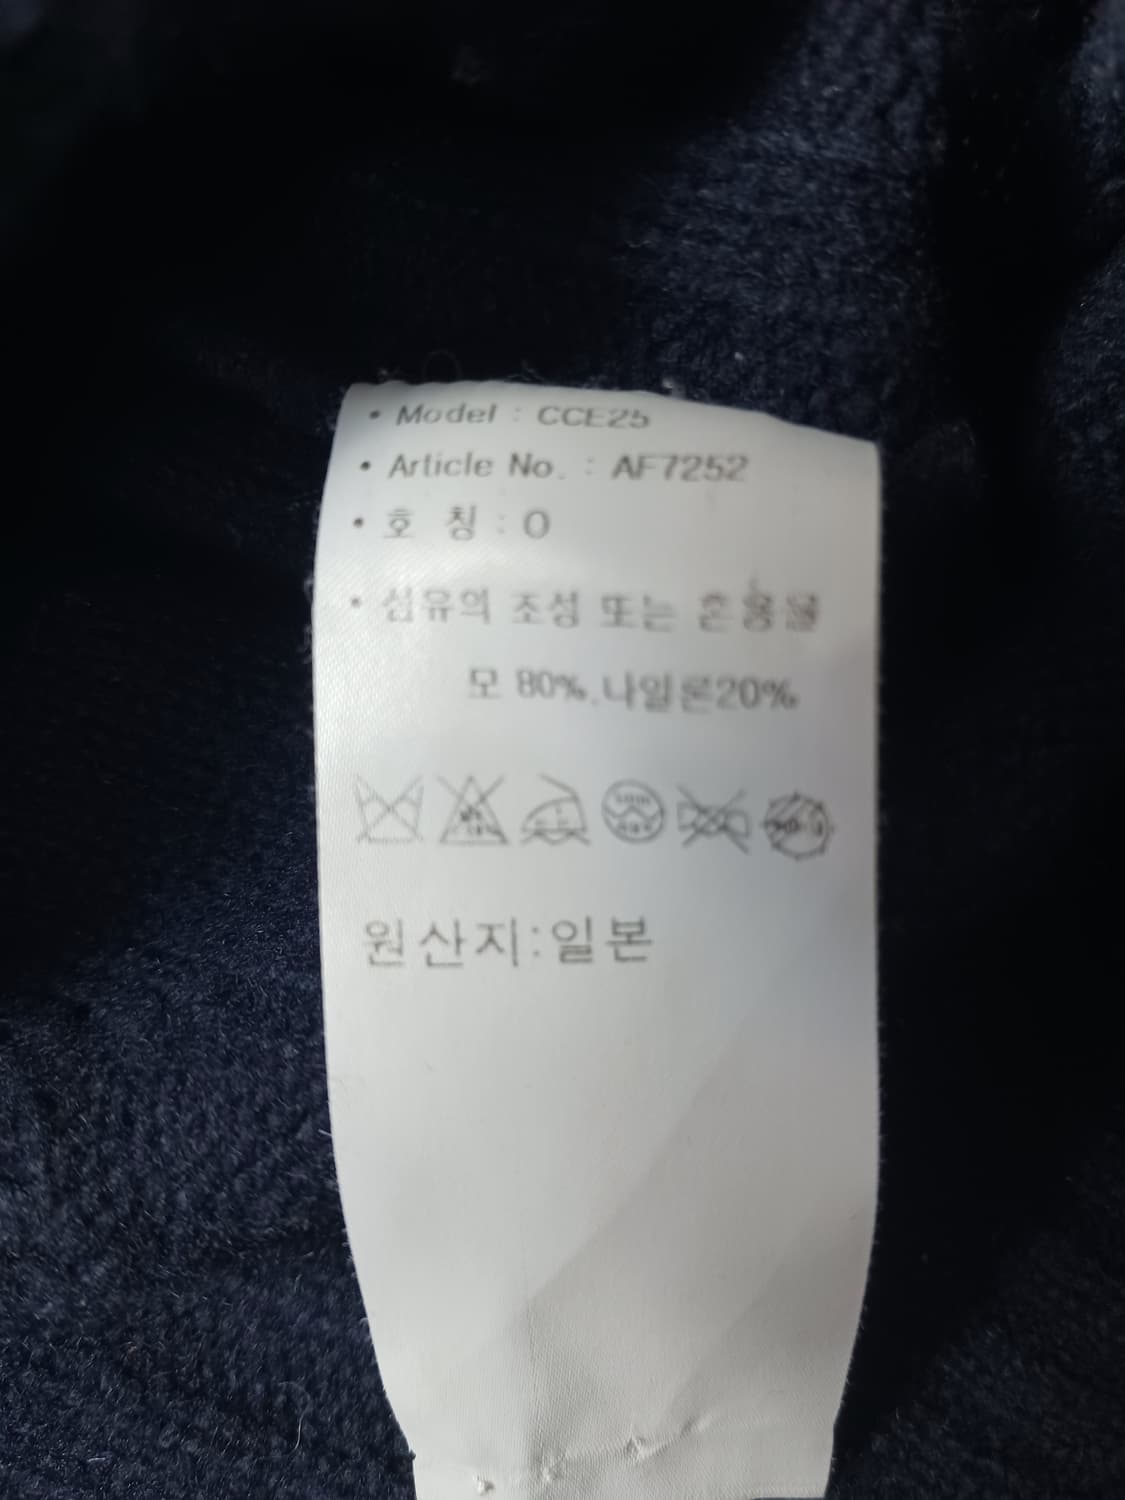 • Model : CCE25
• Article No. : AF7252
• 호 칭 : 0
• 섬유의 조성 또는 혼용율
모 80%.나일론20%
원산지:일본